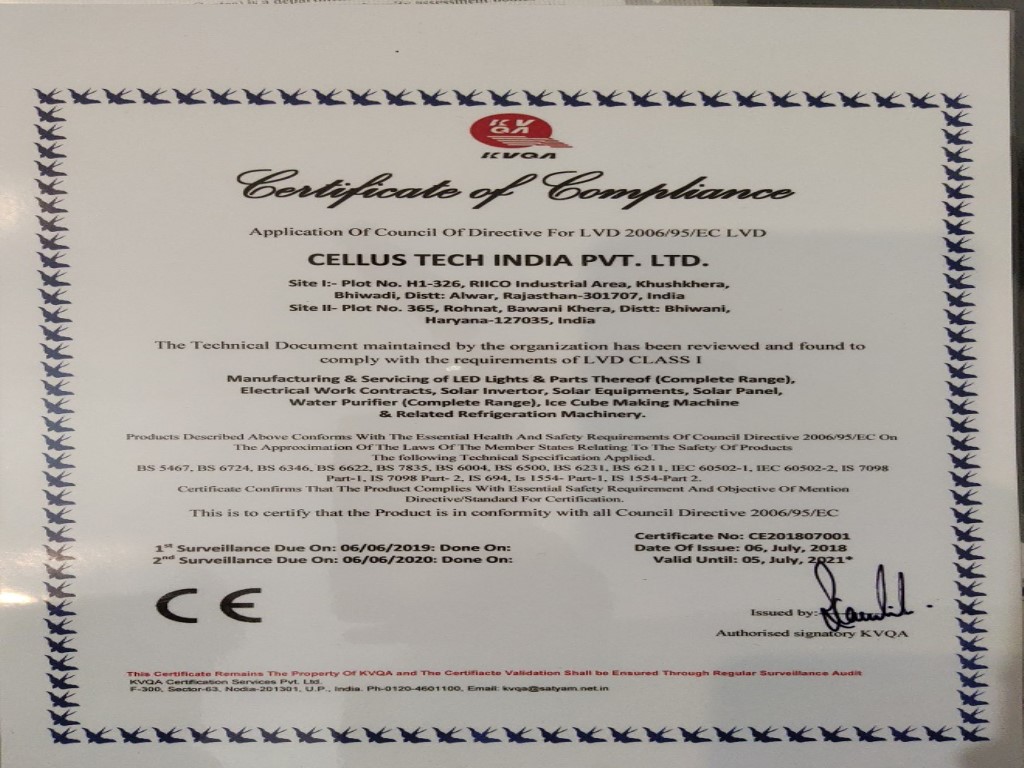 KVQA
KVQA
Certificate of Compliance
Application Of Council Of Directive For LVD 2006/95/EC LVD
CELLUS TECH INDIA PVT. LTD.
Site I:- Plot No. H1-326, RIICO Industrial Area, Khushkhera,
Bhiwadi, Distt: Alwar, Rajasthan-301707, India
Site II- Plot No. 365, Rohnat, Bawani Khera, Distt: Bhiwani,
Haryana-127035, India
The Technical Document maintained by the organization has been reviewed and found to
comply with the requirements of LVD CLASS I
Manufacturing & Servicing of LED Lights & Parts Thereof (Complete Range),
Electrical Work Contracts, Solar Invertor, Solar Equipments, Solar Panel,
Water Purifier (Complete Range), Ice Cube Making Machine
& Related Refrigeration Machinery.
Products Described Above Conforms With The Essential Health And Safety Requirements Of Council Directive 2006/95/EC On
The Approximation Of The Laws Of The Member States Relating To The Safety Of Products
The following Technical Specification Applied.
BS 5467, BS 6724, BS 6346, BS 6622, BS 7835, BS 6004, BS 6500, BS 6231, BS 6211, IEC 60502-1, IEC 60502-2, IS 7098
Part-1, IS 7098 Part- 2, IS 694, Is 1554- Part-1, IS 1554-Part 2.
Certificate Confirms That The Product Complies With Essential Safety Requirement And Objective Of Mention
Directive/Standard For Certification.
This is to certify that the Product is in conformity with all Council Directive 2006/95/EC
Certificate No: CE201807001
1st Surveillance Due On: 06/06/2019: Done On:
Date Of Issue: 06, July, 2018
2nd Surveillance Due On: 06/06/2020: Done On:
Valid Until: 05, July, 2021*
CE
Issued by:
Authorised signatory KVQA
This Certificate Remains The Property Of KVQA and The Certifiacte Validation Shall be Ensured Through Regular Surveillance Audit
KVQA Certification Services Pvt. Ltd.
F-300, Sector-63, Nodia-201301, U.P., India. Ph-0120-4601100, Email: kvqa@satyam.net.in